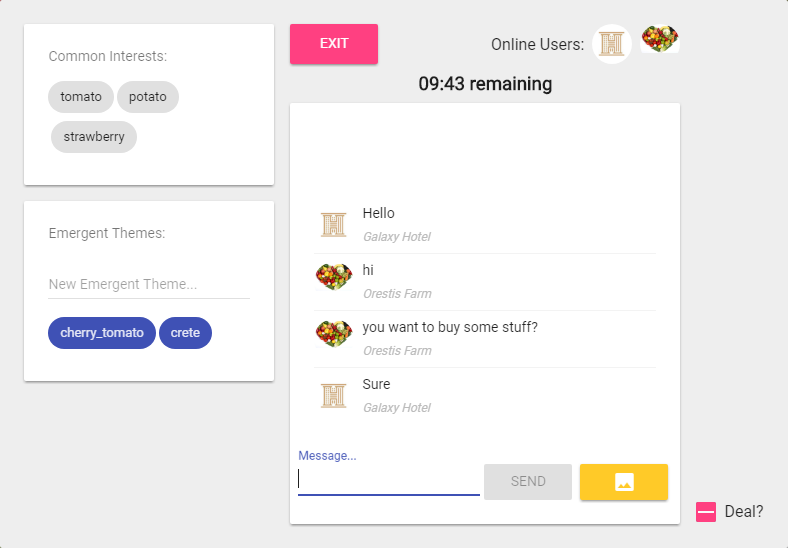 Common Interests:
tomato
potato
strawberry
Emergent Themes:
New Emergent Theme...
cherry_tomato
crete
EXIT
Online Users:
09:43 remaining
Hello
Galaxy Hotel
hi
Orestis Farm
you want to buy some stuff?
Orestis Farm
Sure
Galaxy Hotel
Message...
SEND
Deal?